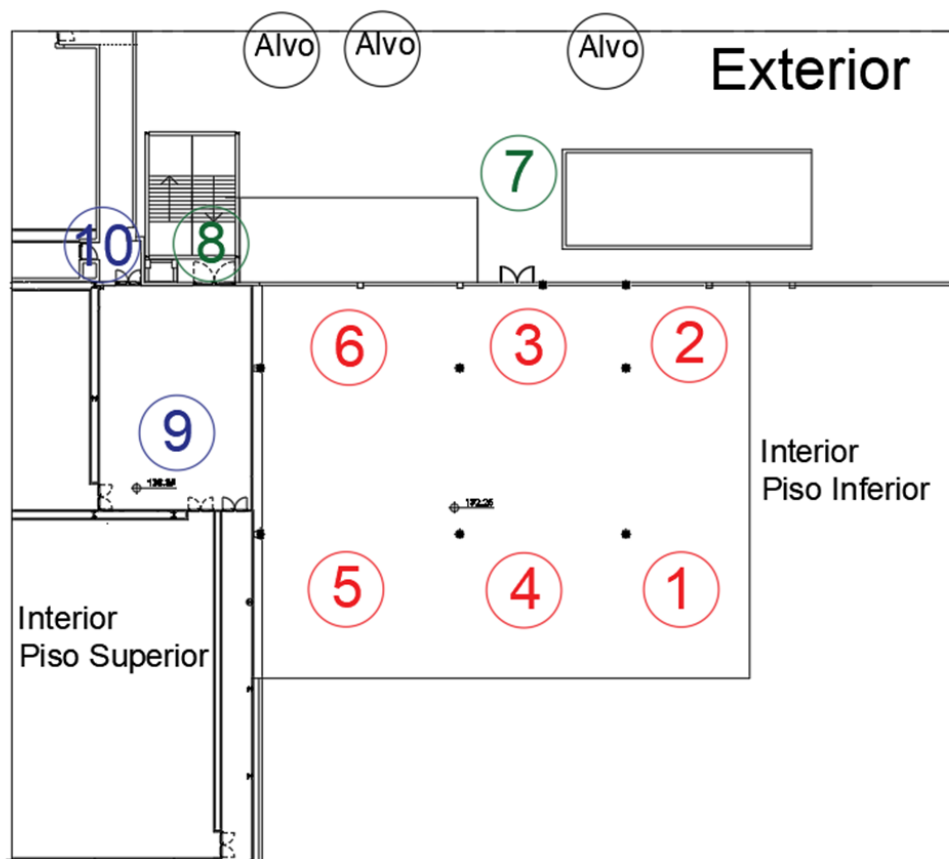 Alvo
Alvo
Alvo
Exterior
7
10
8
6
3
2
9
Interior
Piso Inferior
5
4
1
Interior
Piso Superior